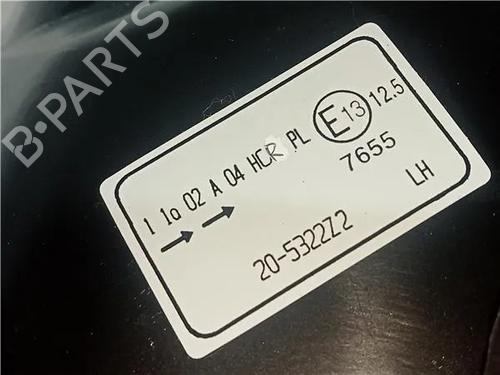 B-PARTS
1 1a 02 A 04 HCR PL E13 12.5
7655
LH
20-5322Z2